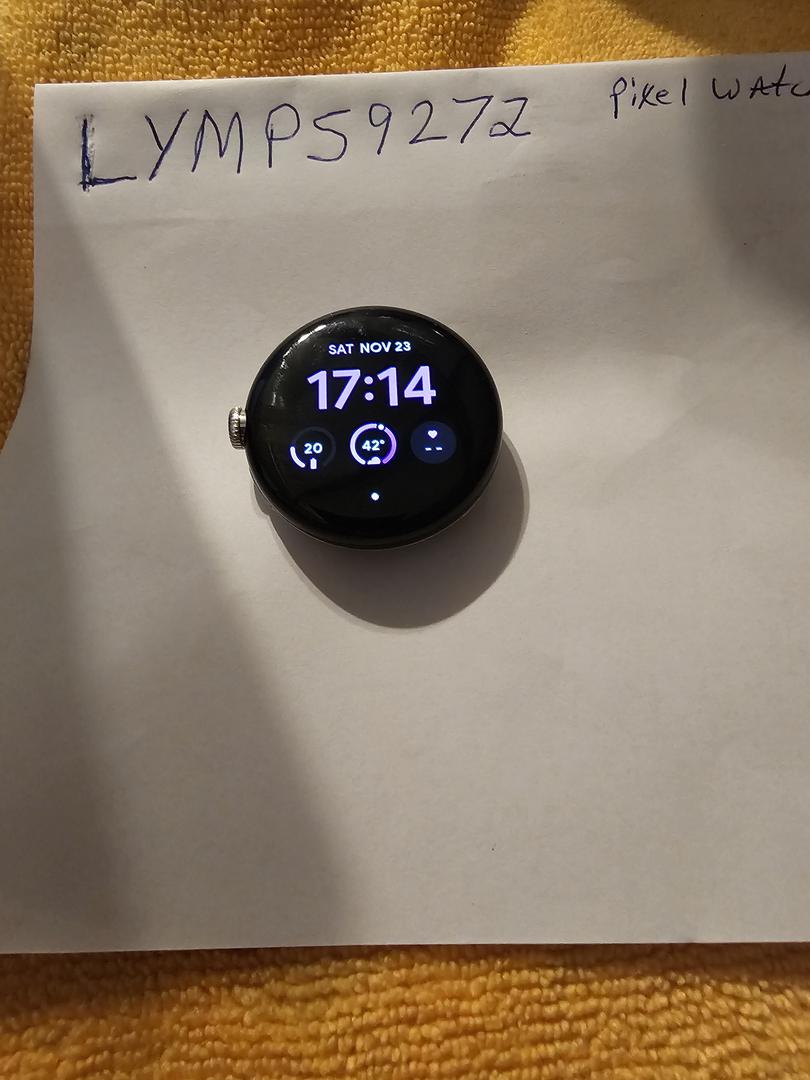 LYMP59272
Pixel WAtc
SAT NOV 23
17:14
20
42°
--